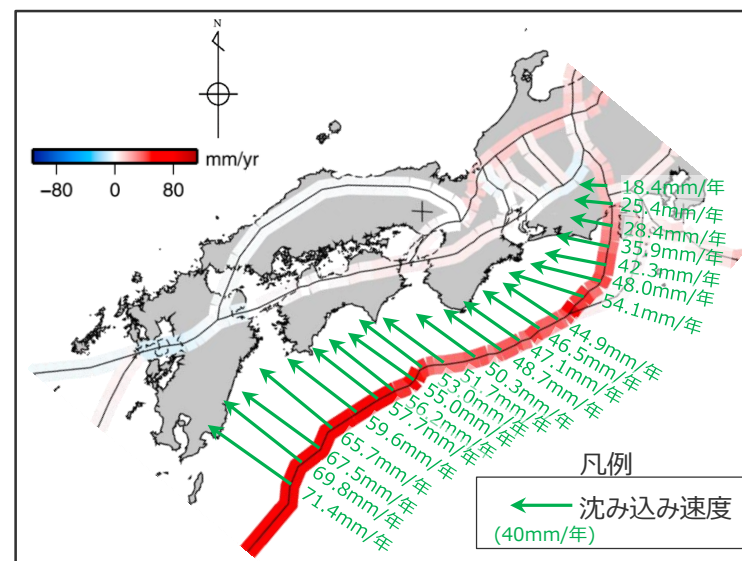 N
mm/yr
−80 0 80
18.4mm/年
25.4mm/年
28.4mm/年
35.9mm/年
42.3mm/年
48.0mm/年
54.1mm/年
44.9mm/年
46.5mm/年
47.1mm/年
48.7mm/年
50.3mm/年
51.7mm/年
53.0mm/年
55.0mm/年
56.2mm/年
57.7mm/年
59.6mm/年
65.7mm/年
67.5mm/年
69.8mm/年
71.4mm/年
凡例
沈み込み速度
(40mm/年)